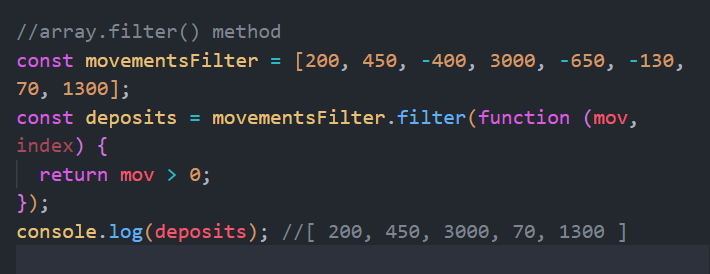 //array.filter() method
const movementsFilter = [200, 450, -400, 3000, -650, -130,
70, 1300];
const deposits = movementsFilter.filter(function (mov,
index) {
  return mov > 0;
});
console.log(deposits); //[ 200, 450, 3000, 70, 1300 ]